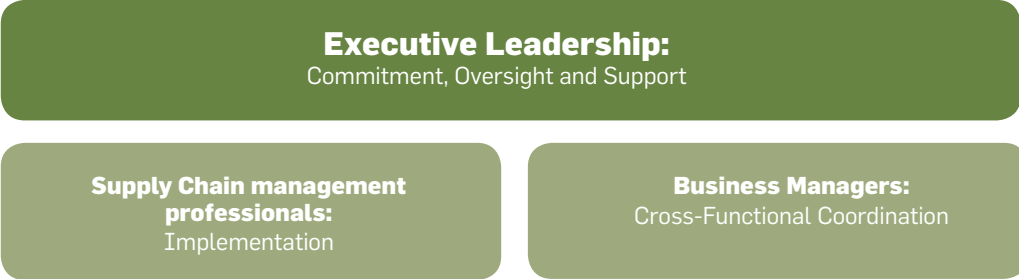 Executive Leadership:
Commitment, Oversight and Support
Supply Chain management
professionals:
Implementation
Business Managers:
Cross-Functional Coordination